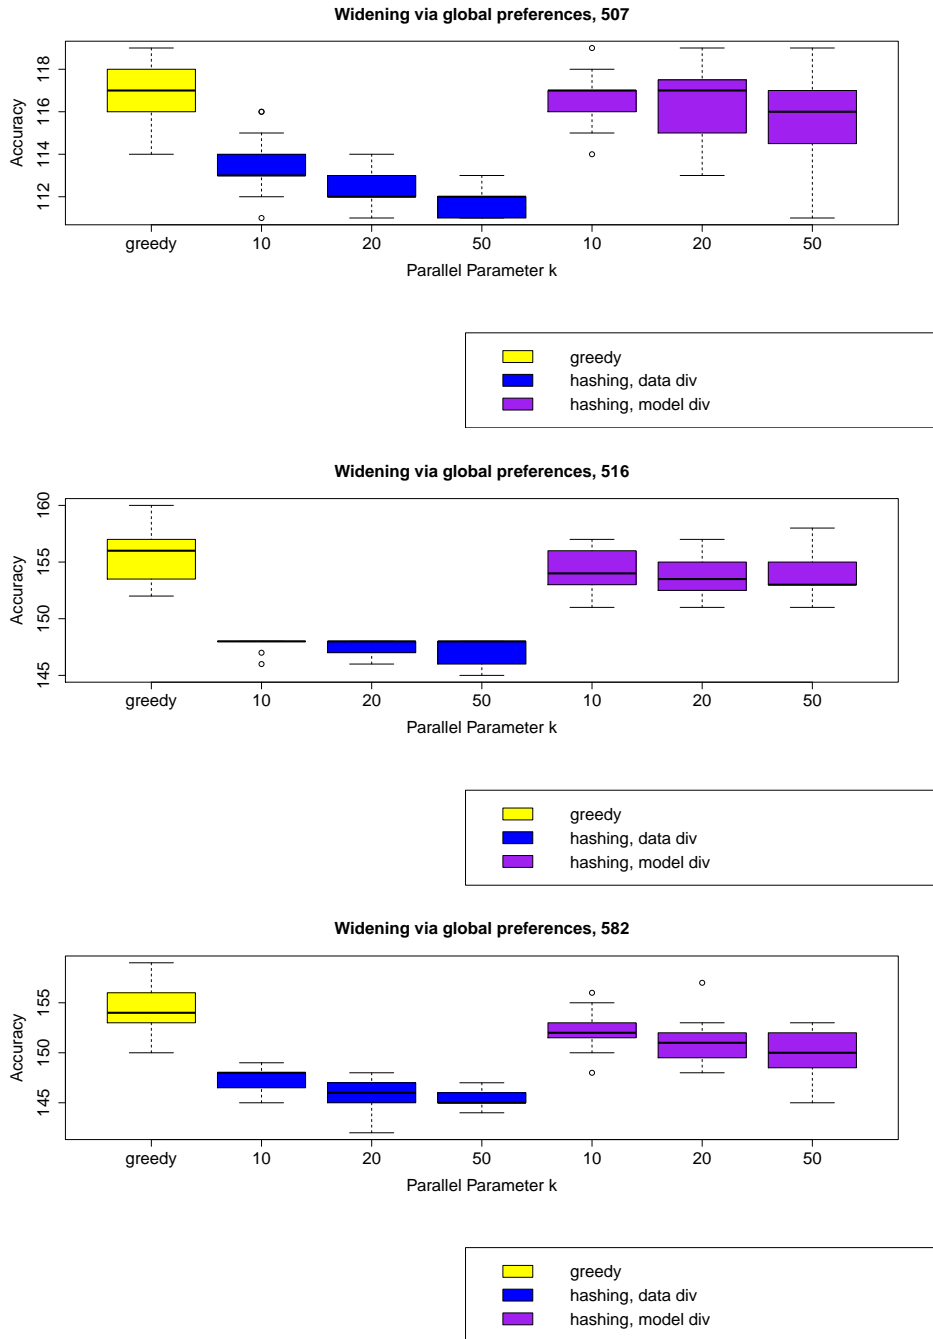 Widening via global preferences, 507
Accuracy
118
116
114
112
greedy 10 20 50 10 20 50
Parallel Parameter k
greedy
hashing, data div
hashing, model div
Widening via global preferences, 516
Accuracy
160
155
150
145
greedy 10 20 50 10 20 50
Parallel Parameter k
greedy
hashing, data div
hashing, model div
Widening via global preferences, 582
Accuracy
155
150
145
greedy 10 20 50 10 20 50
Parallel Parameter k
greedy
hashing, data div
hashing, model div